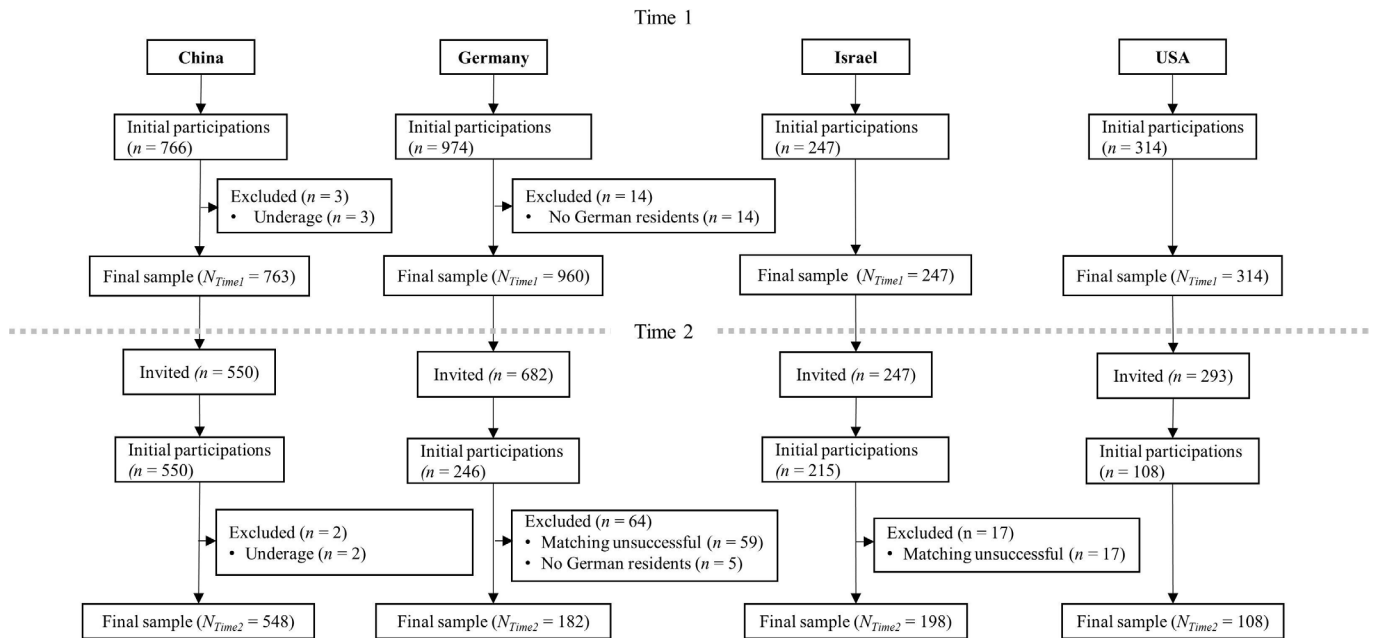 Time 1
China
Germany
Israel
USA
Initial participations
(n = 766)
Initial participations
(n = 974)
Initial participations
(n = 247)
Initial participations
(n = 314)
Excluded (n = 3)
• Underage (n = 3)
Excluded (n = 14)
• No German residents (n = 14)
Final sample (NTime1 = 763)
Final sample (NTime1 = 960)
Final sample (NTime1 = 247)
Final sample (NTime1 = 314)
Time 2
Invited (n = 550)
Invited (n = 682)
Invited (n = 247)
Invited (n = 293)
Initial participations
(n = 550)
Initial participations
(n = 246)
Initial participations
(n = 215)
Initial participations
(n = 108)
Excluded (n = 2)
• Underage (n = 2)
Excluded (n = 64)
• Matching unsuccessful (n = 59)
• No German residents (n = 5)
Excluded (n = 17)
• Matching unsuccessful (n = 17)
Final sample (NTime2 = 548)
Final sample (NTime2 = 182)
Final sample (NTime2 = 198)
Final sample (NTime2 = 108)